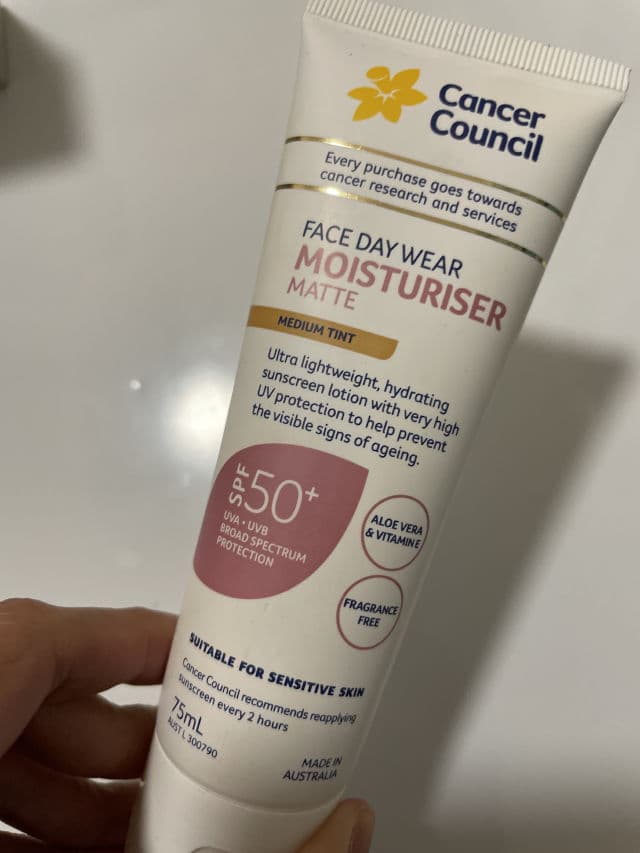 Cancer
Council
Every purchase goes towards
cancer research and services
FACE DAY WEAR
MOISTURISER
MATTE
MEDIUM TINT
Ultra lightweight, hydrating
sunscreen lotion with very high
UV protection to help prevent
the visible signs of ageing.
SPF 50+
UVA • UVB
BROAD SPECTRUM
PROTECTION
ALOE VERA
& VITAMIN E
FRAGRANCE
FREE
SUITABLE FOR SENSITIVE SKIN
Cancer Council recommends reapplying
sunscreen every 2 hours
75mL
AUST L 300790
MADE IN
AUSTRALIA